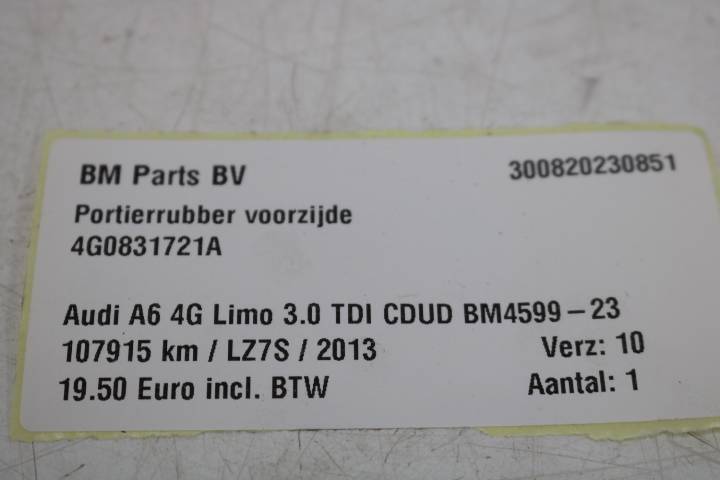 BM Parts BV 300820230851
Portierrubber voorzijde
4G0831721A
Audi A6 4G Limo 3.0 TDI CDUD BM4599-23
107915 km / LZ7S / 2013 Verz: 10
19.50 Euro incl. BTW Aantal: 1